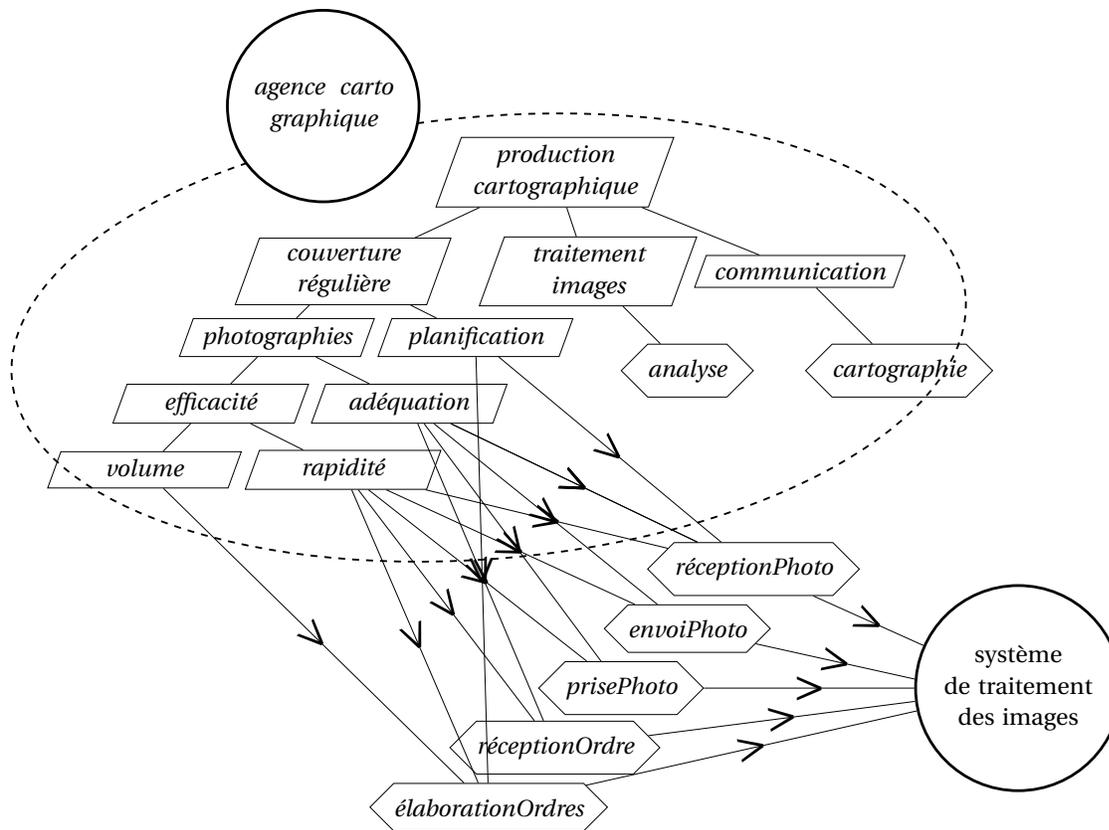 agence carto
graphique
production
cartographique
couverture
régulière
traitement
images
communication
photographies
planification
analyse
cartographie
efficacité
adéquation
volume
rapidité
réceptionPhoto
envoiPhoto
prisePhoto
système
de traitement
des images
réceptionOrdre
élaborationOrdres